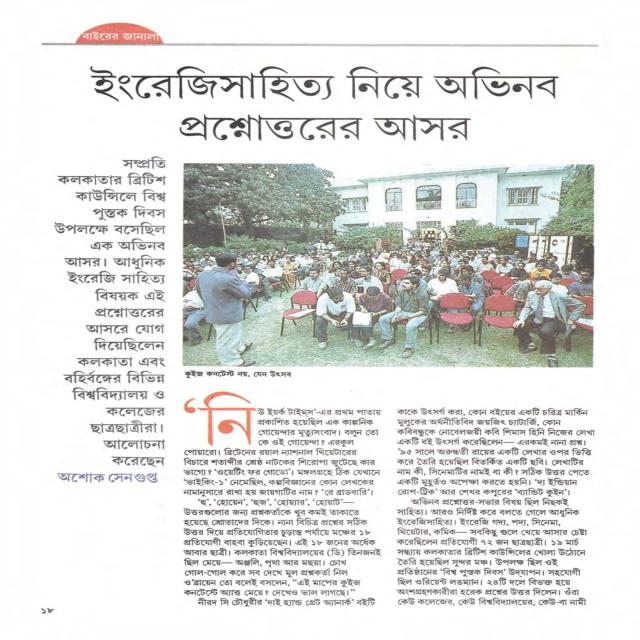 বাইরের জানালা
ইংরেজিসাহিত্য নিয়ে অভিনব
প্রশ্নোত্তরের আসর
সম্প্রতি
কলকাতার ব্রিটিশ
কাউন্সিলে বিশ্ব
পুস্তক দিবস
উপলক্ষে বসেছিল
এক অভিনব
আসর। আধুনিক
ইংরেজি সাহিত্য
বিষয়ক এই
প্রশ্নোত্তরের
আসরে যোগ
দিয়েছিলেন
কলকাতা এবং
বহির্বঙ্গের বিভিন্ন
বিশ্ববিদ্যালয় ও
কলেজের
ছাত্রছাত্রীরা।
আলোচনা
করেছেন
অশোক সেনগুপ্ত
কুইজ কনটেস্ট নয়, যেন উৎসব
‘নিউ ইয়র্ক টাইম্‌স’-এর প্রথম পাতায়
প্রকাশিত হয়েছিল এক কাল্পনিক
গোয়েন্দার মৃত্যুসংবাদ। বলুন তো
কে ওই গোয়েন্দা ? এরকুল
পোয়ারো। ব্রিটেনের রয়াল ন্যাশনাল থিয়েটারের
বিচারে শতাব্দীর শ্রেষ্ঠ নাটকের শিরোপা জুটেছে কার
ভাগ্যে ? ‘ওয়েটিং ফর গোডো’। মঙ্গলগ্রহে ঠিক যেখানে
‘ভাইকিং-১’ নেমেছিল, কল্পবিজ্ঞানের কোন লেখকের
নামানুসারে রাখা হয় জায়গাটির নাম ? ‘রে ব্রাডবারি’।
‘হু’, ‘হোয়েন’, ‘হুজ’, ‘হোয়্যার’, ‘হোয়াট’—
উত্তরগুলোর জন্য প্রশ্নকর্তাকে খুব কমই তাকাতে
হয়েছে শ্রোতাদের দিকে। নানা বিচিত্র প্রশ্নের সঠিক
উত্তর দিয়ে প্রতিযোগিতার চূড়ান্ত পর্যায়ে মঞ্চের ১৮
প্রতিযোগী বাহবা কুড়িয়েছেন। এই ১৮ জনের অর্ধেক
আবার ছাত্রী। কলকাতা বিশ্ববিদ্যালয়ের (ডি) তিনজনই
ছিল মেয়ে— অঞ্জলি, পৃথা আর মহুয়া। চোখ
গোল-গোল করে সব দেখে মূল প্রশ্নকর্তা নিল
ও’ব্রায়েন তো বলেই বসলেন, “এই ম্যাপের কুইজ
কনটেস্টে অ্যাত্ত মেয়ে ? দেখেও ভাল লাগছে।”
নীরদ সি চৌধুরীর ‘দাই হ্যান্ড গ্রেট অ্যানার্ক’ বইটি
কাকে উৎসর্গ করা, কোন বইয়ের একটি চরিত্র মার্কিন
মুলুকের অর্থনীতিবিদ জয়জিৎ চ্যাটার্জি, কোন
কবিবন্ধুকে নোবেলজয়ী কবি শিমাস হিনি নিজের লেখা
একটি বই উৎসর্গ করেছিলেন— এরকমই নানা প্রশ্ন।
’৯৫ সালে অরুন্ধতী রায়ের একটি লেখার ওপর ভিত্তি
করে তৈরি হয়েছিল বিতর্কিত একটি ছবি। লেখাটির
নাম কী, সিনেমাটির নামই বা কী ? সঠিক উত্তর পেতে
একটি মুহূর্তও অপেক্ষা করতে হয়নি। ‘দ্য ইন্ডিয়ান
রোপ-ট্রিক’ আর শেখর কপুরের ‘ব্যান্ডিট কুইন’।
অভিনব প্রশ্নোত্তর-সভার বিষয় ছিল নিছকই
সাহিত্য। আরও নির্দিষ্ট করে বলতে গেলে আধুনিক
ইংরেজিসাহিত্য। ইংরেজি গদ্য, পদ্য, সিনেমা,
থিয়েটার, কমিক— সবকিছু গুলে খেয়ে আসার চেষ্টা
করেছিলেন প্রতিযোগী ৭২ জন ছাত্রছাত্রী। ১৯ মার্চ
সন্ধ্যায় কলকাতার ব্রিটিশ কাউন্সিলের খোলা উঠোনে
তৈরি হয়েছিল সুন্দর মঞ্চ। উপলক্ষ ছিল ওই
প্রতিষ্ঠানের ‘বিশ্ব পুস্তক দিবস’ উদ্‌যাপন। সহযোগী
ছিল ওরিয়েন্ট লঙম্যান। ২৪টি দলে বিভক্ত হয়ে
অংশগ্রহণকারীরা হরেক প্রশ্নের উত্তর দিলেন। ওঁরা
কেউ কলেজের, কেউ বিশ্ববিদ্যালয়ের, কেউ-বা নামী
১৮